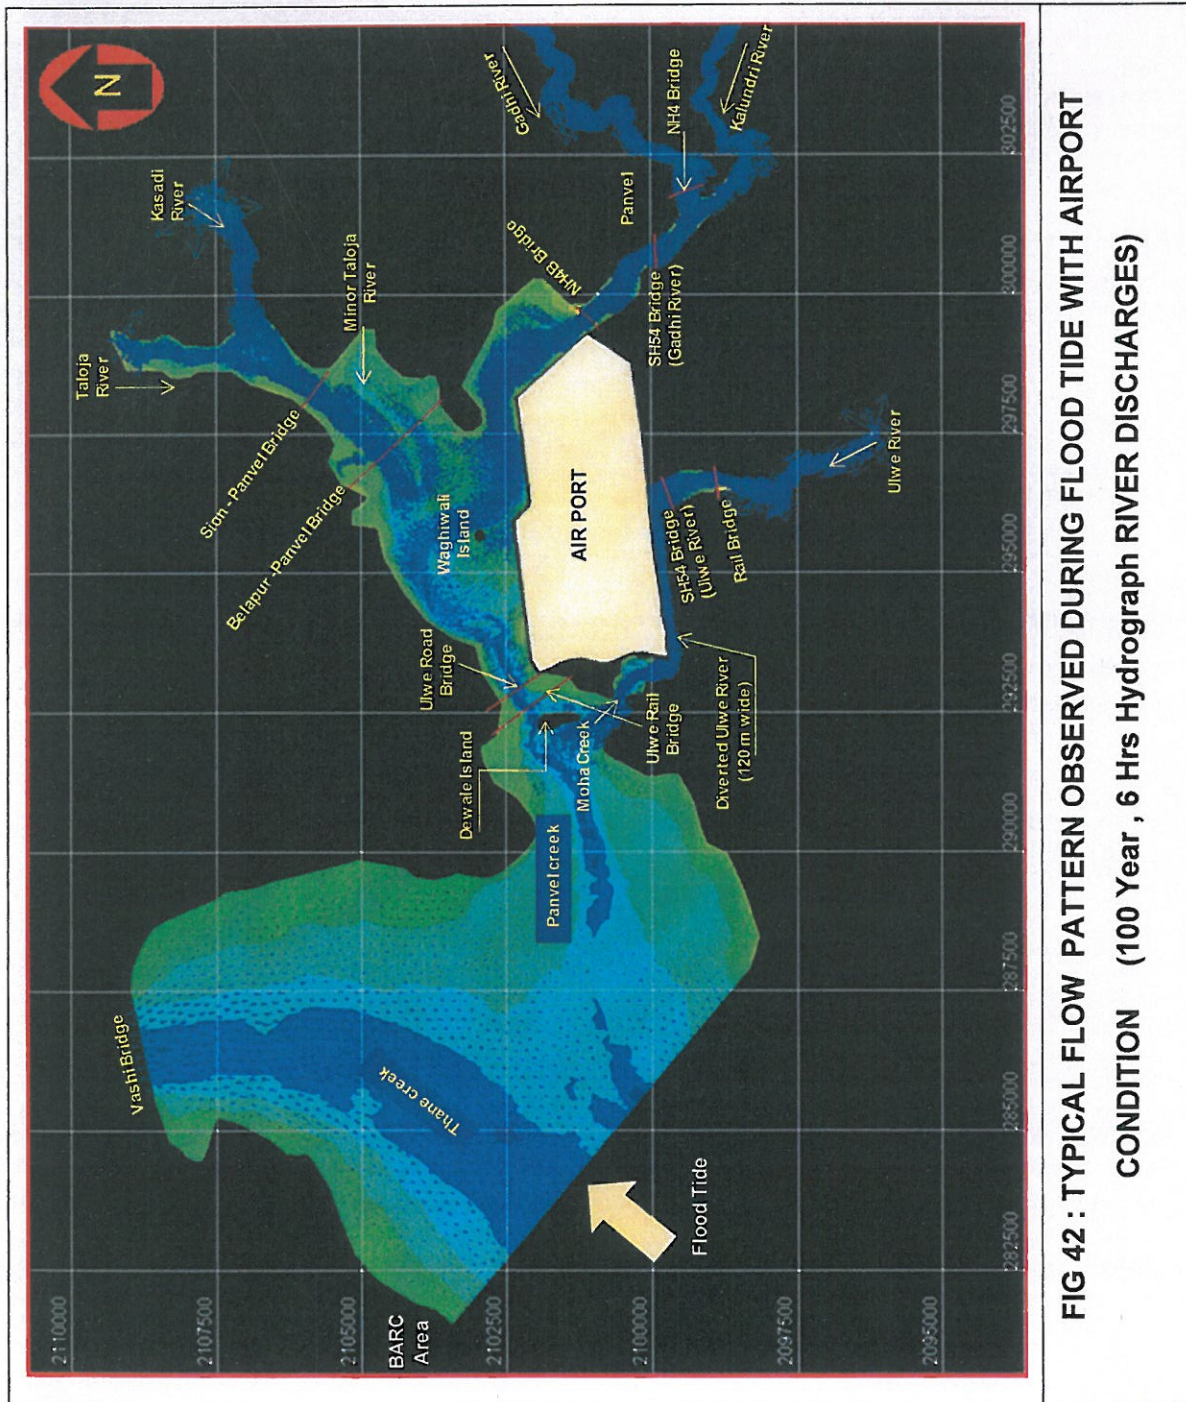 N
Kasadi
River
Taloja
River
Minor Taloja
River
Sion - Panvel Bridge
Belapur -Panvel Bridge
Waghiwali
Island
Gadhi River
NH4 Bridge
Kalundri River
Panvel
NH4B Bridge
SH54 Bridge
(Gadhi River)
AIR PORT
Ulwe River
SH54 Bridge
(Ulwe River)
Rail Bridge
Ulwe Road
Bridge
Dewale Island
Moha Creek
Ulwe Rail
Bridge
Diverted Ulwe River
(120 m wide)
Panvel creek
Vashi Bridge
Thane creek
Flood Tide
BARC
Area
2110000
2107500
2105000
2102500
2100000
2097500
2095000
282500
285000
287500
290000
292500
295000
297500
300000
302500
FIG 42 : TYPICAL FLOW PATTERN OBSERVED DURING FLOOD TIDE WITH AIRPORT
CONDITION (100 Year , 6 Hrs Hydrograph RIVER DISCHARGES)